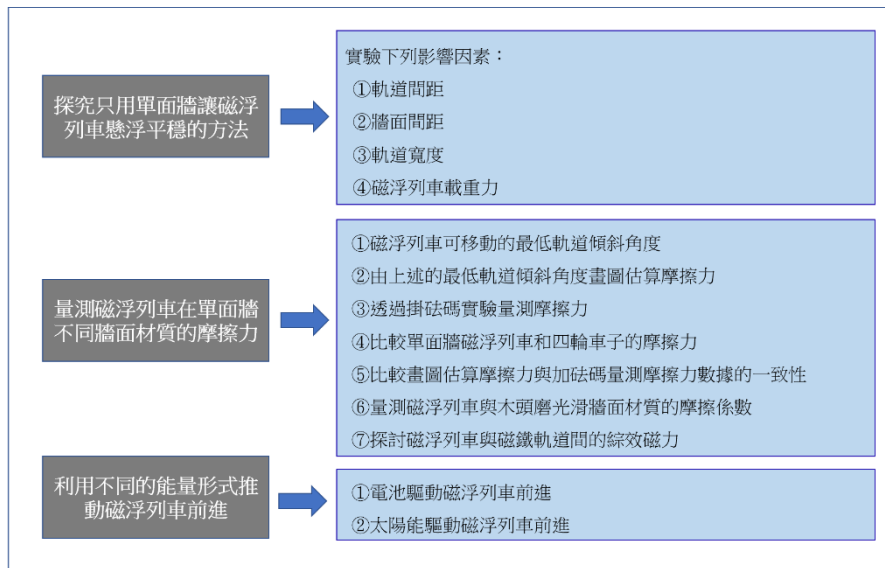 探究只用單面牆讓磁浮
列車懸浮平穩的方法
實驗下列影響因素：
①軌道間距
②牆面間距
③軌道寬度
④磁浮列車載重力
量測磁浮列車在單面牆
不同牆面材質的摩擦力
①磁浮列車可移動的最低軌道傾斜角度
②由上述的最低軌道傾斜角度畫圖估算摩擦力
③透過掛砝碼實驗量測摩擦力
④比較單面牆磁浮列車和四輪車子的摩擦力
⑤比較畫圖估算摩擦力與加砝碼量測摩擦力數據的一致性
⑥量測磁浮列車與木頭磨光滑牆面材質的摩擦係數
⑦探討磁浮列車與磁鐵軌道間的綜效磁力
利用不同的能量形式推
動磁浮列車前進
①電池驅動磁浮列車前進
②太陽能驅動磁浮列車前進